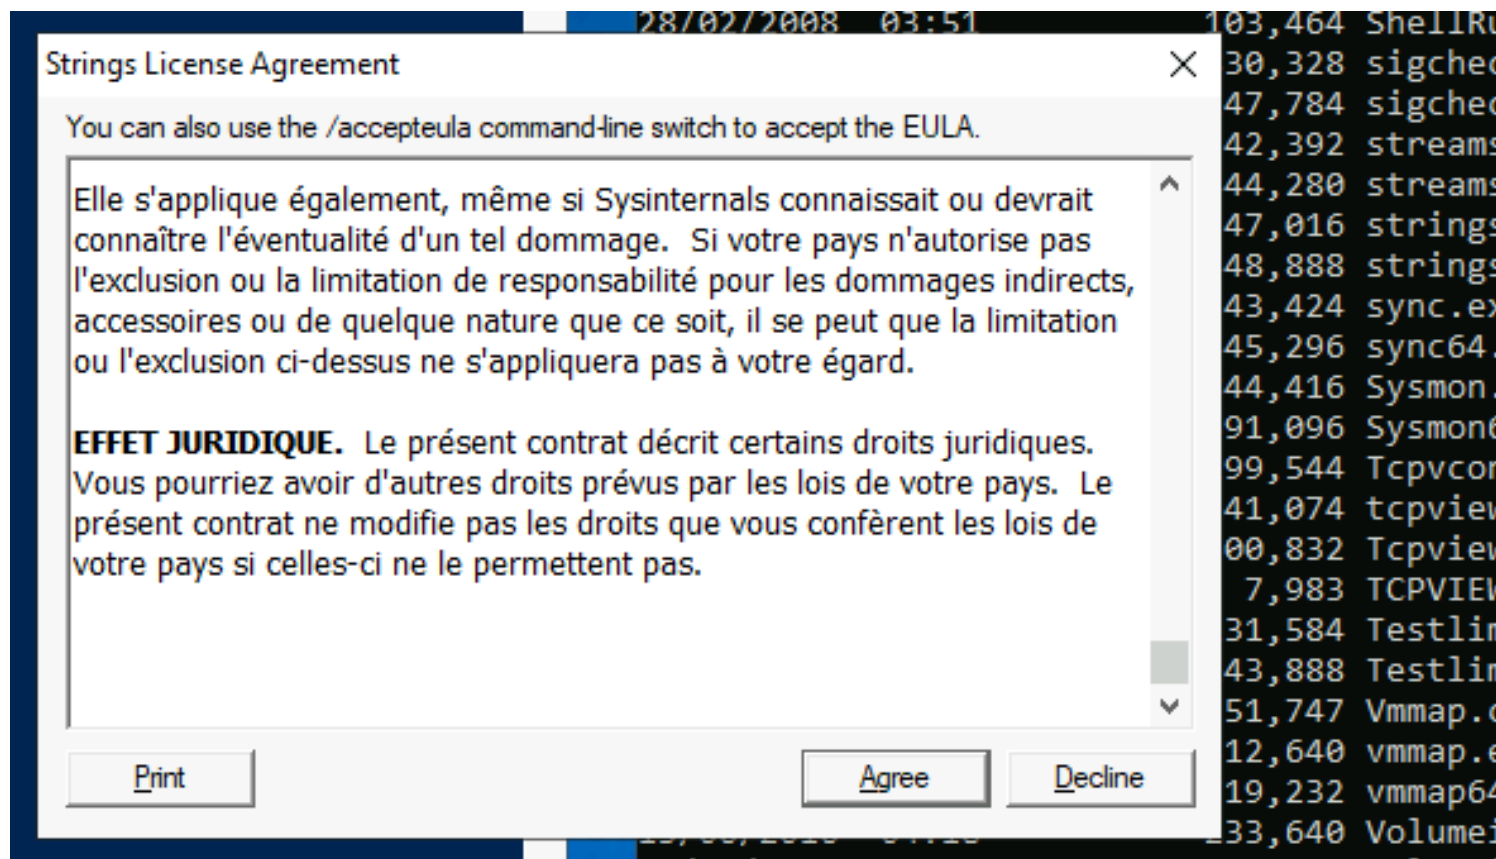 28/02/2008 03:51 103,464
Strings License Agreement
You can also use the /accepteula command-line switch to accept the EULA.
Elle s'applique également, même si Sysinternals connaissait ou devrait
connaître l'éventualité d'un tel dommage.  Si votre pays n'autorise pas
l'exclusion ou la limitation de responsabilité pour les dommages indirects,
accessoires ou de quelque nature que ce soit, il se peut que la limitation
ou l'exclusion ci-dessus ne s'appliquera pas à votre égard.
EFFET JURIDIQUE.  Le présent contrat décrit certains droits juridiques.
Vous pourriez avoir d'autres droits prévus par les lois de votre pays.  Le
présent contrat ne modifie pas les droits que vous confèrent les lois de
votre pays si celles-ci ne le permettent pas.
Print
Agree
Decline
30,328 sigchec
47,784 sigchec
42,392 streams
44,280 streams
47,016 strings
48,888 strings
43,424 sync.ex
45,296 sync64.
44,416 Sysmon.
91,096 Sysmon6
99,544 Tcpvcon
41,074 tcpview
00,832 Tcpview
7,983 TCPVIEW
31,584 Testlim
43,888 Testlim
51,747 Vmmap.c
12,640 vmmap.e
19,232 vmmap64
233,640 Volumei